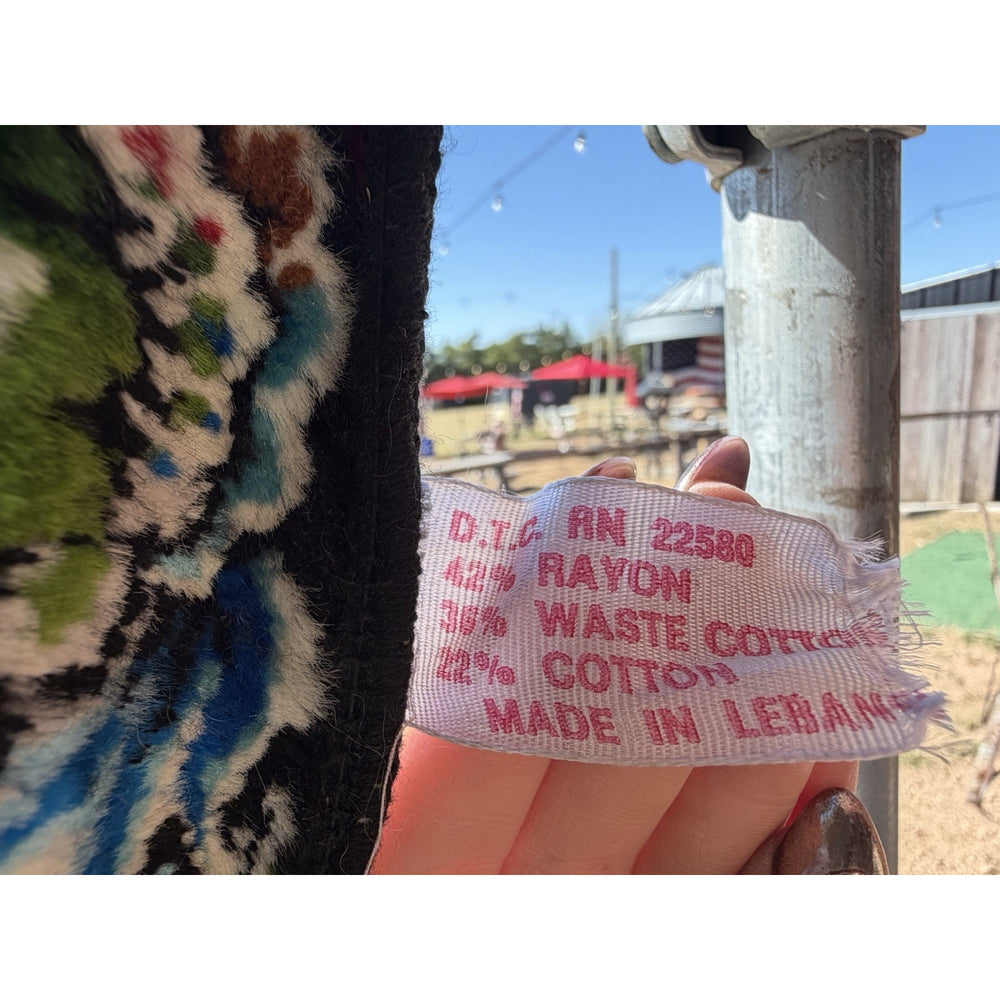 D.T.C. RN 22580
42% RAYON
36% WASTE COTTON
22% COTTON
MADE IN LEBANON